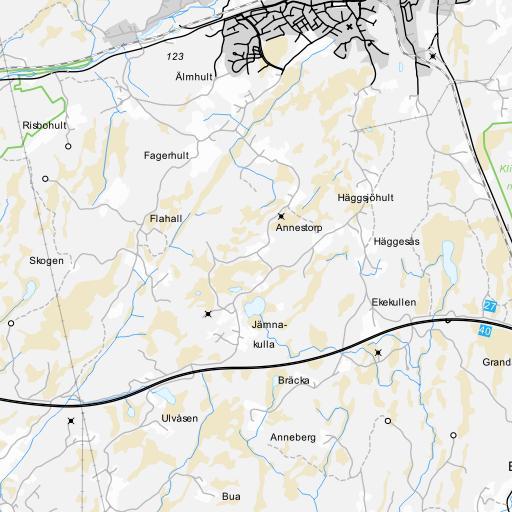 123
Älmhult
Risbohult
Fagerhult
Häggsjöhult
Flahall
Annestorp
Häggesås
Skogen
Ekekullen
27
Jämna-
kulla
40
Grand
Bräcka
Ulvåsen
Anneberg
Bua